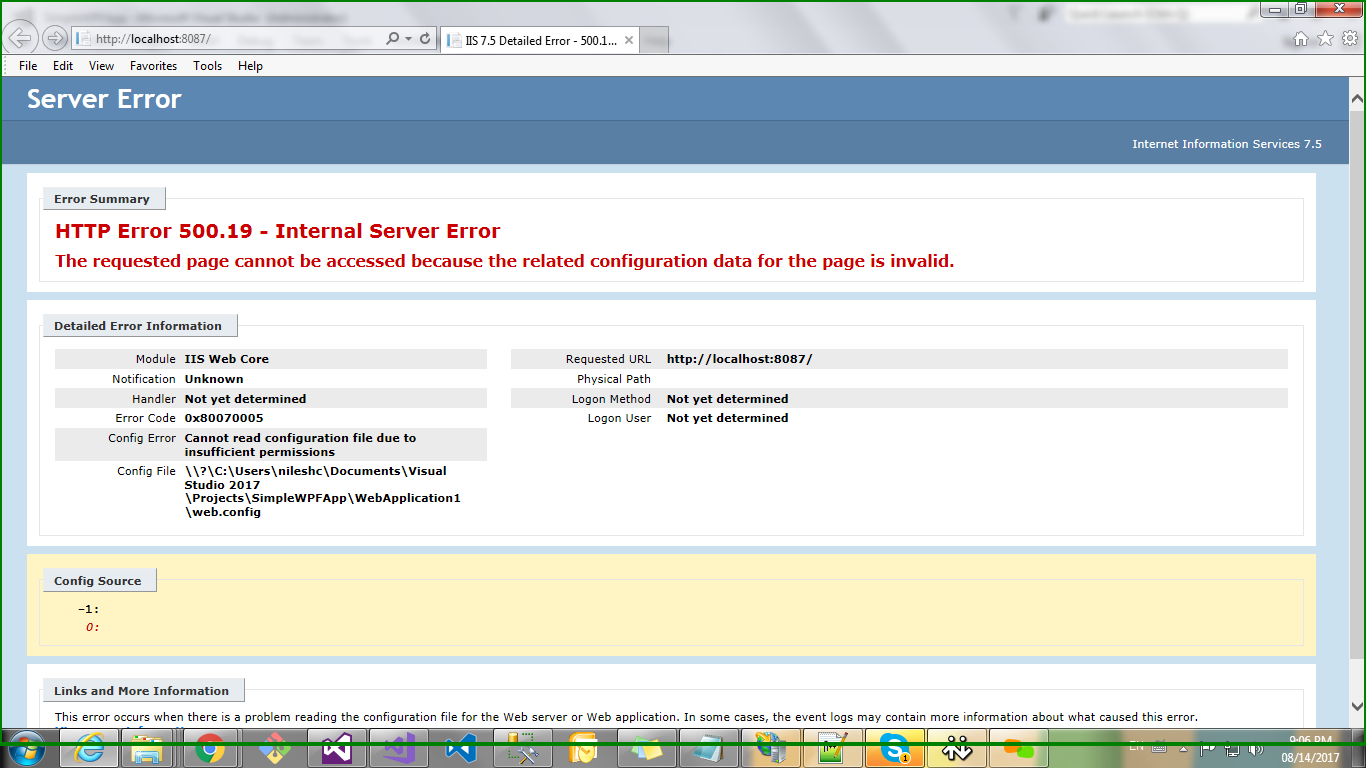 http://localhost:8087/
IIS 7.5 Detailed Error - 500.1...
File Edit View Favorites Tools Help
Server Error
Internet Information Services 7.5
Error Summary
HTTP Error 500.19 - Internal Server Error
The requested page cannot be accessed because the related configuration data for the page is invalid.
Detailed Error Information
Module IIS Web Core
Notification Unknown
Handler Not yet determined
Error Code 0x80070005
Config Error Cannot read configuration file due to
insufficient permissions
Config File \\?\C:\Users\nileshc\Documents\Visual
Studio 2017
\Projects\SimpleWPFApp\WebApplication1
\web.config
Requested URL http://localhost:8087/
Physical Path
Logon Method Not yet determined
Logon User Not yet determined
Config Source
-1:
0:
Links and More Information
This error occurs when there is a problem reading the configuration file for the Web server or Web application. In some cases, the event logs may contain more information about what caused this error.
EN
9:06 PM
08/14/2017
1